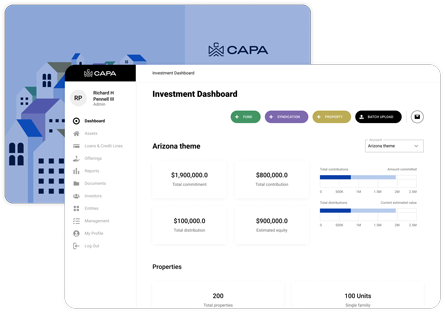 CAPA
CAPA
Investment Dashboard
RP
Richard H
Pennell III
Admin
Investment Dashboard
+ FUND
+ SYNDICATION
+ PROPERTY
BATCH UPLOAD
Dashboard
Assets
Loans & Credit Lines
Offerings
Reports
Documents
Investors
Entities
Management
My Profile
Log Out
Arizona theme
Arizona theme
$1,900,000.0
Total commitment
$800,000.0
Total contribution
$100,000.0
Total distribution
$900,000.0
Estimated equity
Total contributions
Amount committed
0 500K 1M 1.5M 2M 2.5M
Total distributions
Current estimated value
0 500K 1M 1.5M 2M 2.5M
Properties
200
Total properties
100 Units
Single familia